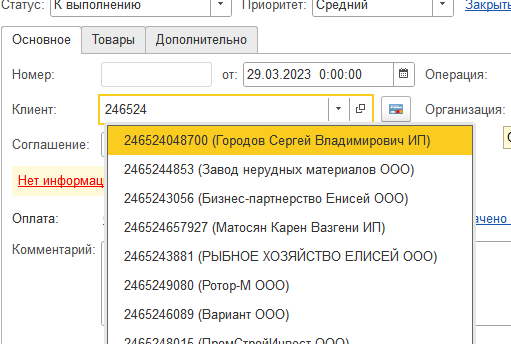 Статус: К выполнению Приоритет: Средний Закрыть
Основное Товары Дополнительно
Номер: от: 29.03.2023 0:00:00 Операция:
Клиент: 246524 Организация:
246524048700 (Городов Сергей Владимирович ИП)
Соглашение:
2465244853 (Завод нерудных материалов ООО)
Нет информац
2465243056 (Бизнес-партнерство Енисей ООО)
Оплата: 246524657927 (Матосян Карен Вазгени ИП) ачено
Комментарий: 2465243881 (РЫБНОЕ ХОЗЯЙСТВО ЕЛИСЕЙ ООО)
2465249080 (Ротор-М ООО)
2465246089 (Вариант ООО)
2465248015 (ПромСтройИнвест ООО)